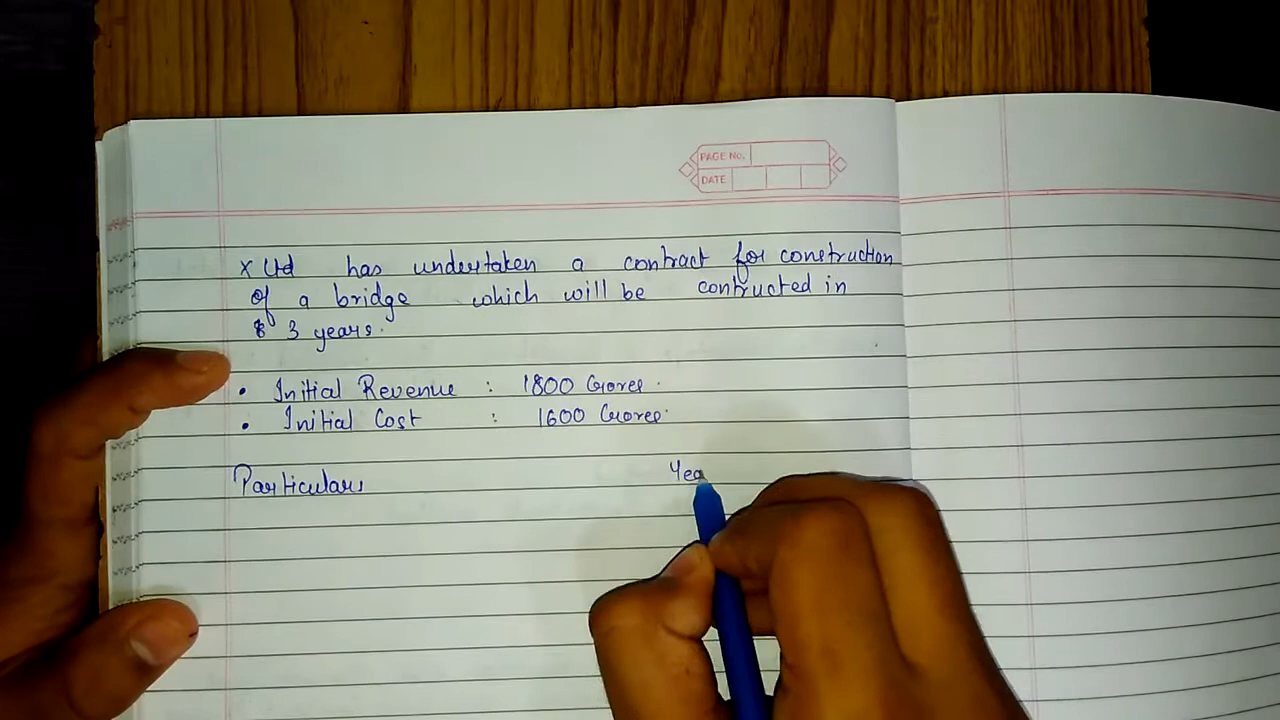 PAGE No.
DATE
X Ltd has undertaken a contract for construction
of a bridge which will be contructed in
3 years.
• Initial Revenue : 1800 Crores.
• Initial Cost : 1600 Crores.
Particulars Yea